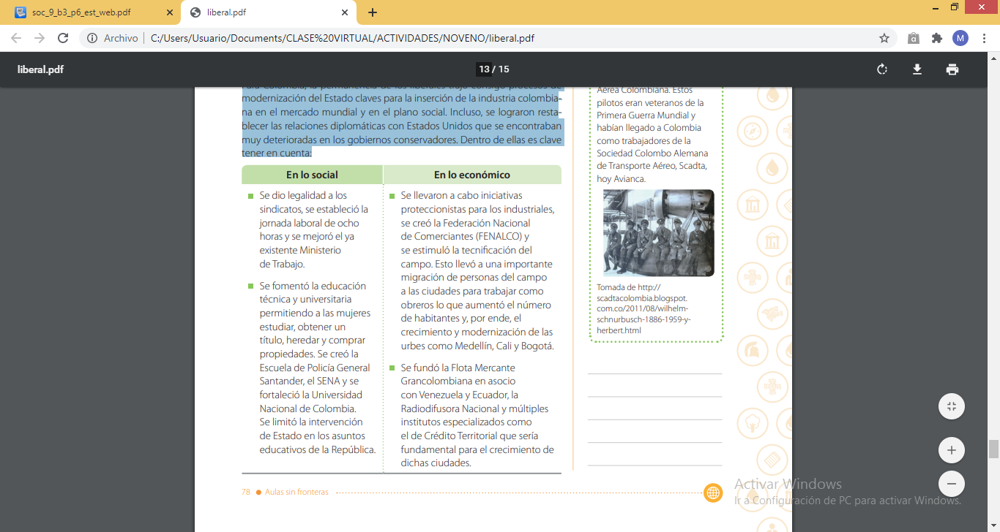 soc_9_b3_p6_est_web.pdf
liberal.pdf
Archivo
C:/Users/Usuario/Documents/CLASE%20VIRTUAL/ACTIVIDADES/NOVENO/liberal.pdf
M
liberal.pdf
13 / 15
Para Colombia, la permanencia de los liberales trajo consigo procesos de
modernización del Estado claves para la inserción de la industria colombia-
na en el mercado mundial y en el plano social. Incluso, se lograron resta-
blecer las relaciones diplomáticas con Estados Unidos que se encontraban
muy deterioradas en los gobiernos conservadores. Dentro de ellas es clave
tener en cuenta:
En lo social
Se dio legalidad a los
sindicatos, se estableció la
jornada laboral de ocho
horas y se mejoró el ya
existente Ministerio
de Trabajo.
Se fomentó la educación
técnica y universitaria
permitiendo a las mujeres
estudiar, obtener un
título, heredar y comprar
propiedades. Se creó la
Escuela de Policía General
Santander, el SENA y se
fortaleció la Universidad
Nacional de Colombia.
Se limitó la intervención
de Estado en los asuntos
educativos de la República.
En lo económico
Se llevaron a cabo iniciativas
proteccionistas para los industriales,
se creó la Federación Nacional
de Comerciantes (FENALCO) y
se estimuló la tecnificación del
campo. Esto llevó a una importante
migración de personas del campo
a las ciudades para trabajar como
obreros lo que aumentó el número
de habitantes y, por ende, el
crecimiento y modernización de las
urbes como Medellín, Cali y Bogotá.
Se fundó la Flota Mercante
Grancolombiana en asocio
con Venezuela y Ecuador, la
Radiodifusora Nacional y múltiples
institutos especializados como
el de Crédito Territorial que sería
fundamental para el crecimiento de
dichas ciudades.
Aérea Colombiana. Estos
pilotos eran veteranos de la
Primera Guerra Mundial y
habían llegado a Colombia
como trabajadores de la
Sociedad Colombo Alemana
de Transporte Aéreo, Scadta,
hoy Avianca.
Tomada de http://
scadtacolombia.blogspot.
com.co/2011/08/wilhelm-
schnurbusch-1886-1959-y-
herbert.html
78 ● Aulas sin fronteras
Activar Windows
Ir a Configuración de PC para activar Windows.